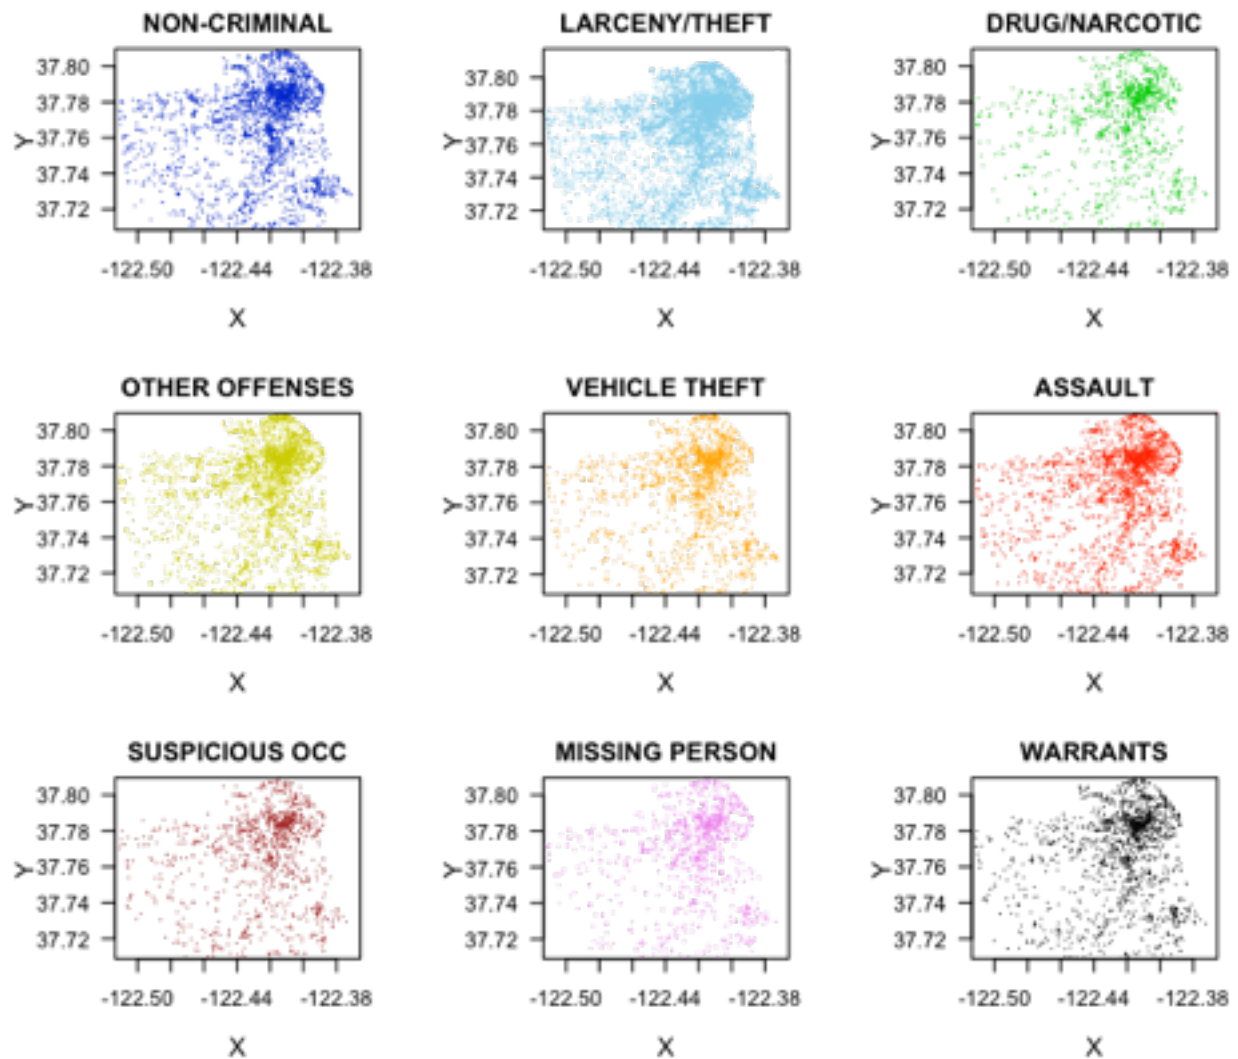 NON-CRIMINAL
37.80
37.78
37.76
37.74
37.72
Y
-122.50 -122.44 -122.38
X
LARCENY/THEFT
37.80
37.78
37.76
37.74
37.72
Y
-122.50 -122.44 -122.38
X
DRUG/NARCOTIC
37.80
37.78
37.76
37.74
37.72
Y
-122.50 -122.44 -122.38
X
OTHER OFFENSES
37.80
37.78
37.76
37.74
37.72
Y
-122.50 -122.44 -122.38
X
VEHICLE THEFT
37.80
37.78
37.76
37.74
37.72
Y
-122.50 -122.44 -122.38
X
ASSAULT
37.80
37.78
37.76
37.74
37.72
Y
-122.50 -122.44 -122.38
X
SUSPICIOUS OCC
37.80
37.78
37.76
37.74
37.72
Y
-122.50 -122.44 -122.38
X
MISSING PERSON
37.80
37.78
37.76
37.74
37.72
Y
-122.50 -122.44 -122.38
X
WARRANTS
37.80
37.78
37.76
37.74
37.72
Y
-122.50 -122.44 -122.38
X